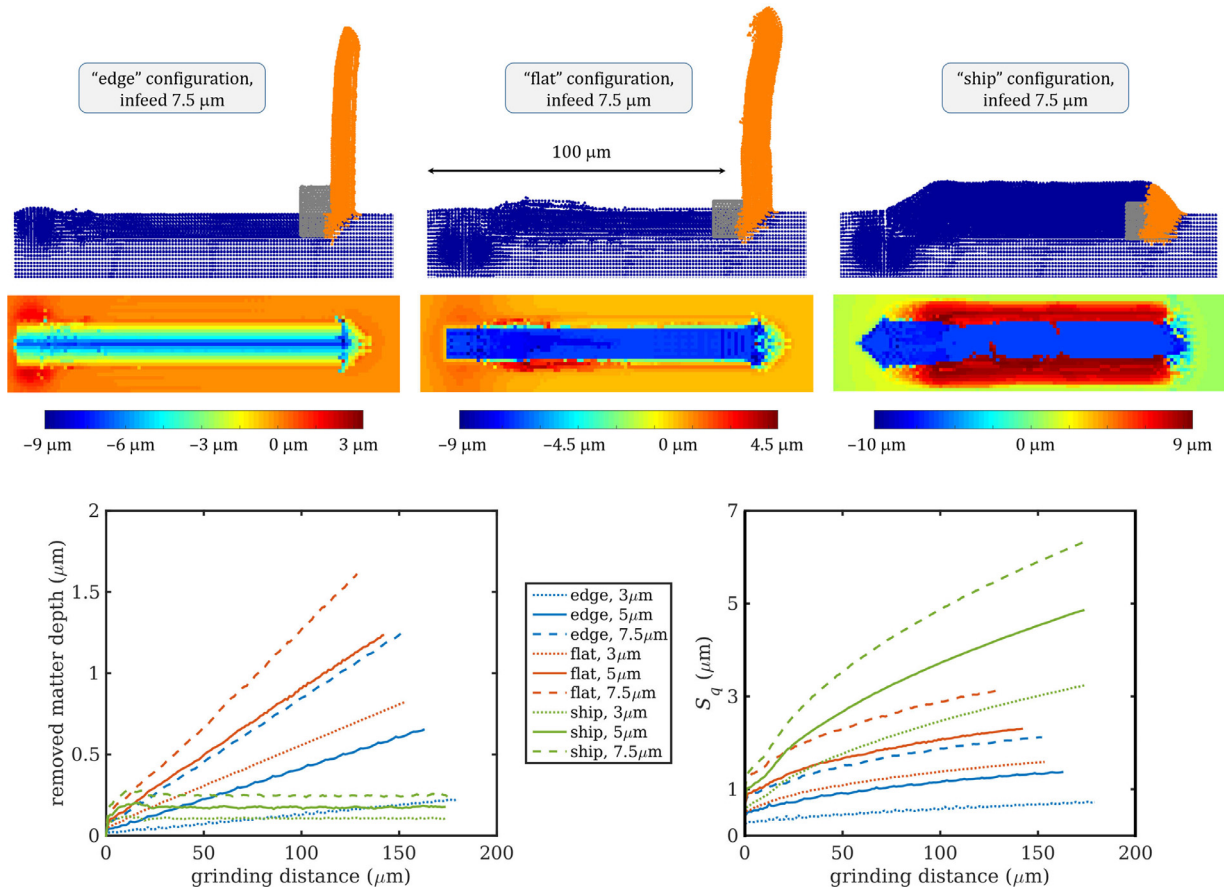 “edge” configuration,
infeed 7.5 μm
“flat” configuration,
infeed 7.5 μm
“ship” configuration,
infeed 7.5 μm
100 μm
−9 μm −6 μm −3 μm 0 μm 3 μm
−9 μm −4.5 μm 0 μm 4.5 μm
−10 μm 0 μm 9 μm
removed matter depth (μm)
2
1.5
1
0.5
0
0 50 100 150 200
grinding distance (μm)
edge, 3μm
edge, 5μm
edge, 7.5μm
flat, 3μm
flat, 5μm
flat, 7.5μm
ship, 3μm
ship, 5μm
ship, 7.5μm
Sq (μm)
7
5
3
1
0
0 50 100 150 200
grinding distance (μm)